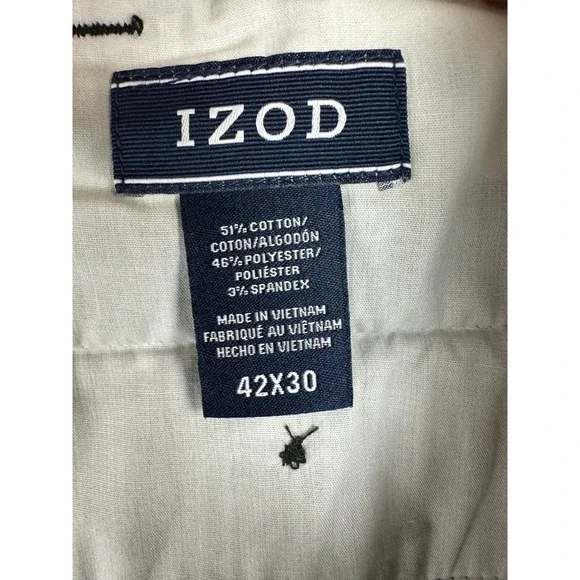 IZOD
51% COTTON/
COTON/ALGODÓN
46% POLYESTER/
POLIÉSTER
3% SPANDEX
MADE IN VIETNAM
FABRIQUÉ AU VIÊTNAM
HECHO EN VIETNAM
42X30